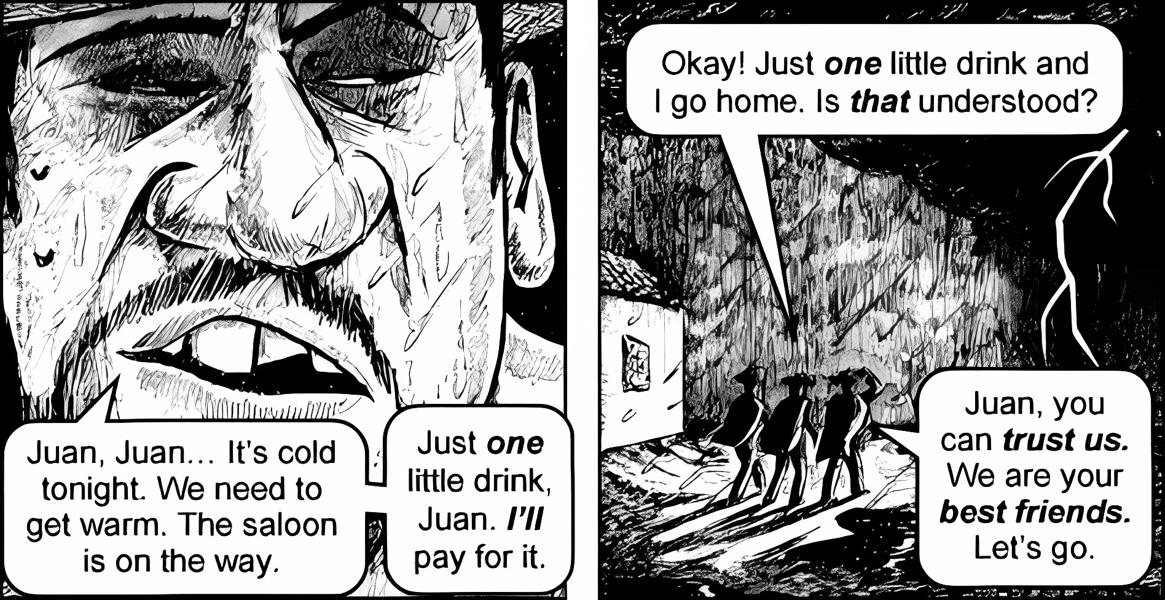 Juan, Juan... It's cold
tonight. We need to
get warm. The saloon
is on the way.
Just one
little drink,
Juan. I'll
pay for it.
Okay! Just one little drink and
I go home. Is that understood?
Juan, you
can trust us.
We are your
best friends.
Let's go.